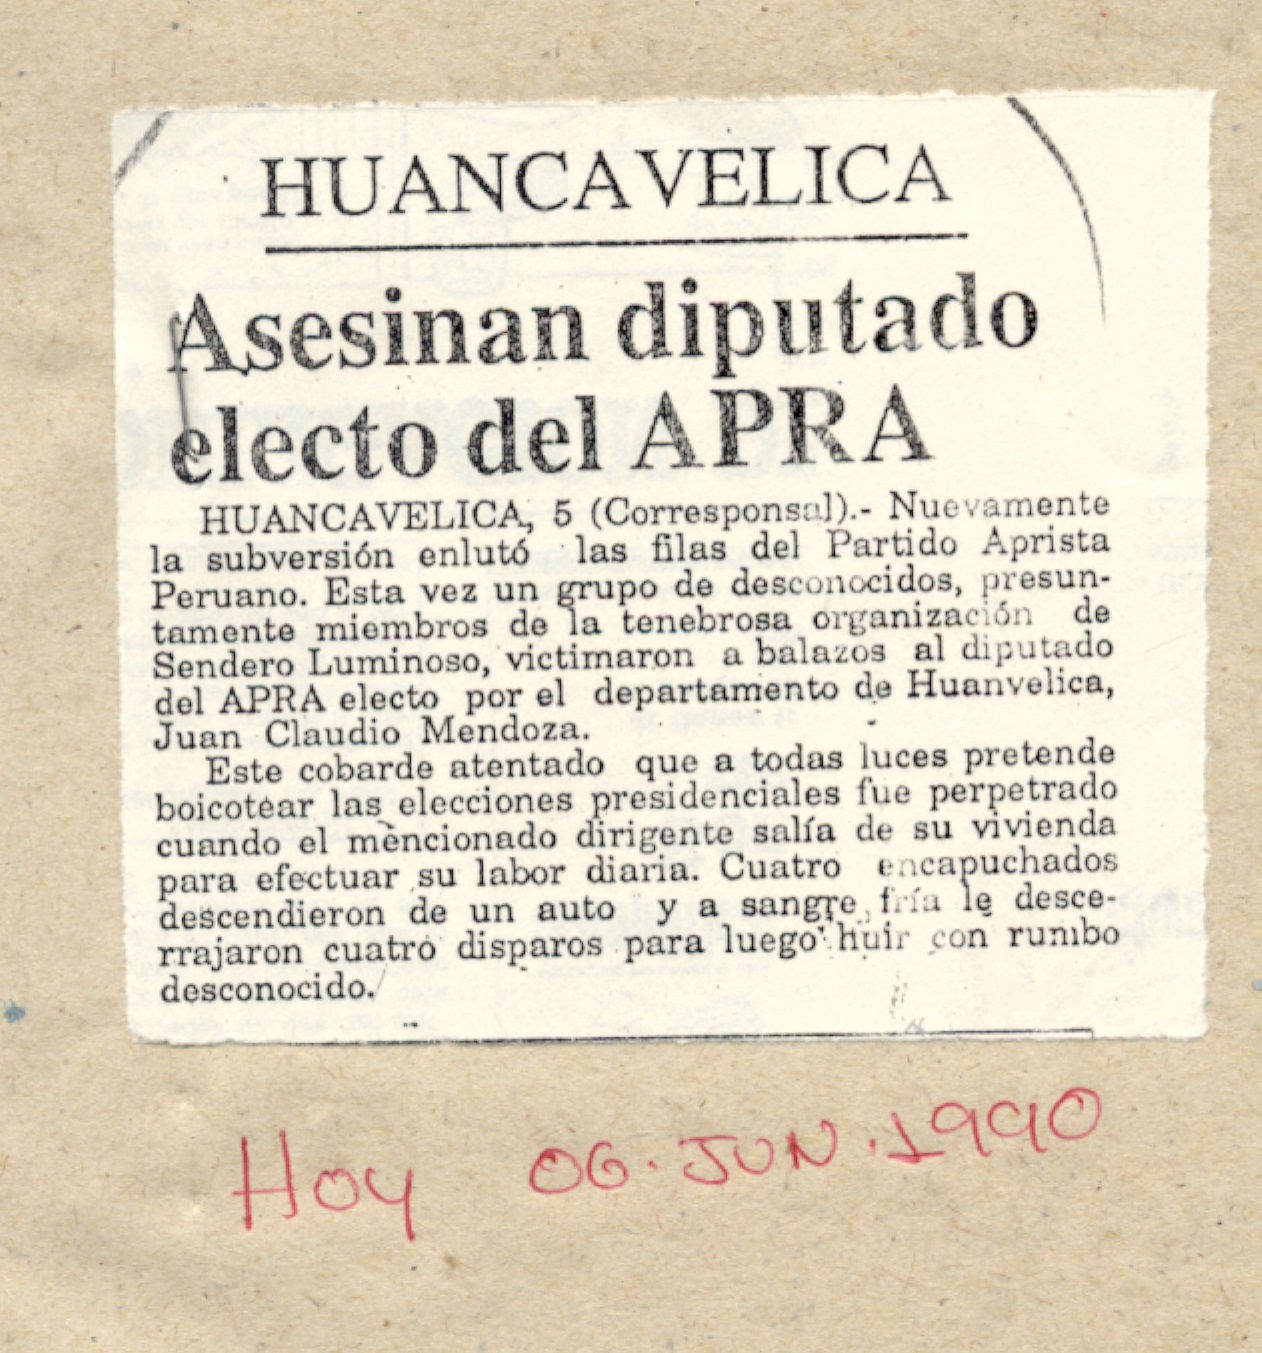 HUANCAVELICA
Asesinan diputado
electo del APRA
HUANCAVELICA, 5 (Corresponsal).- Nuevamente
la subversión enlutó las filas del Partido Aprista
Peruano. Esta vez un grupo de desconocidos, presun-
tamente miembros de la tenebrosa organización de
Sendero Luminoso, victimaron a balazos al diputado
del APRA electo por el departamento de Huanvelica,
Juan Claudio Mendoza.
Este cobarde atentado que a todas luces pretende
boicotear las elecciones presidenciales fue perpetrado
cuando el mencionado dirigente salía de su vivienda
para efectuar su labor diaria. Cuatro encapuchados
descendieron de un auto y a sangre fría le desce-
rrajaron cuatro disparos para luego huir con rumbo
desconocido.
Hoy 06.JUN.1990